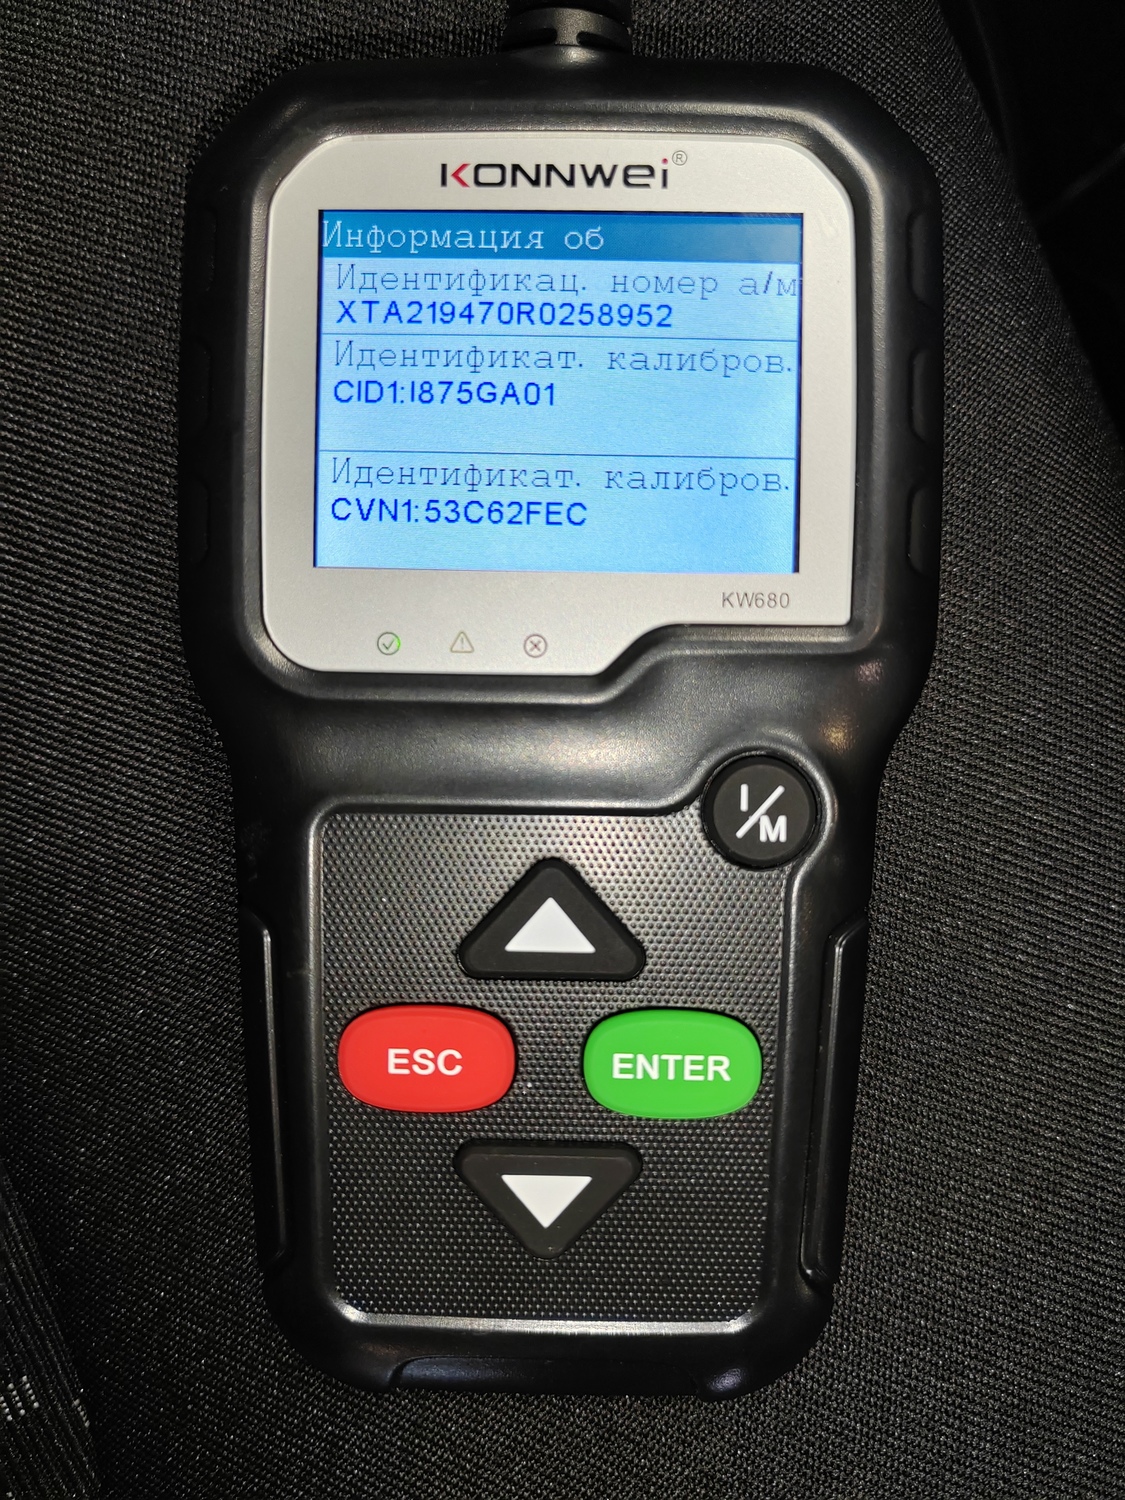 KONNWEI®
Информация об
Идентификац. номер а/м
XTA219470R0258952
Идентификат. калибров.
CID1:I875GA01
Идентификат. калибров.
CVN1:53C62FEC
KW680
I/M
ESC
ENTER